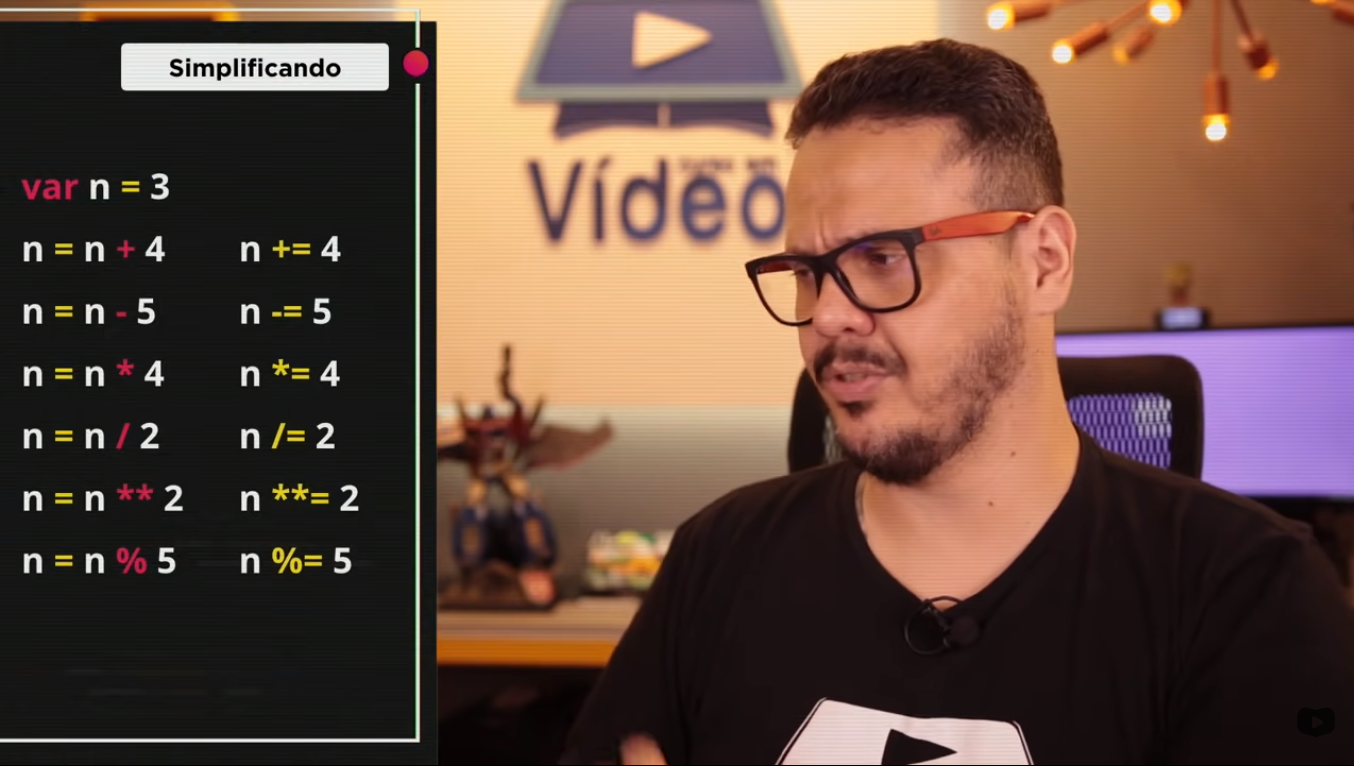 Simplificando
var n = 3
n = n + 4 n += 4
n = n - 5 n -= 5
n = n * 4 n *= 4
n = n / 2 n /= 2
n = n ** 2 n **= 2
n = n % 5 n %= 5
Vídeo